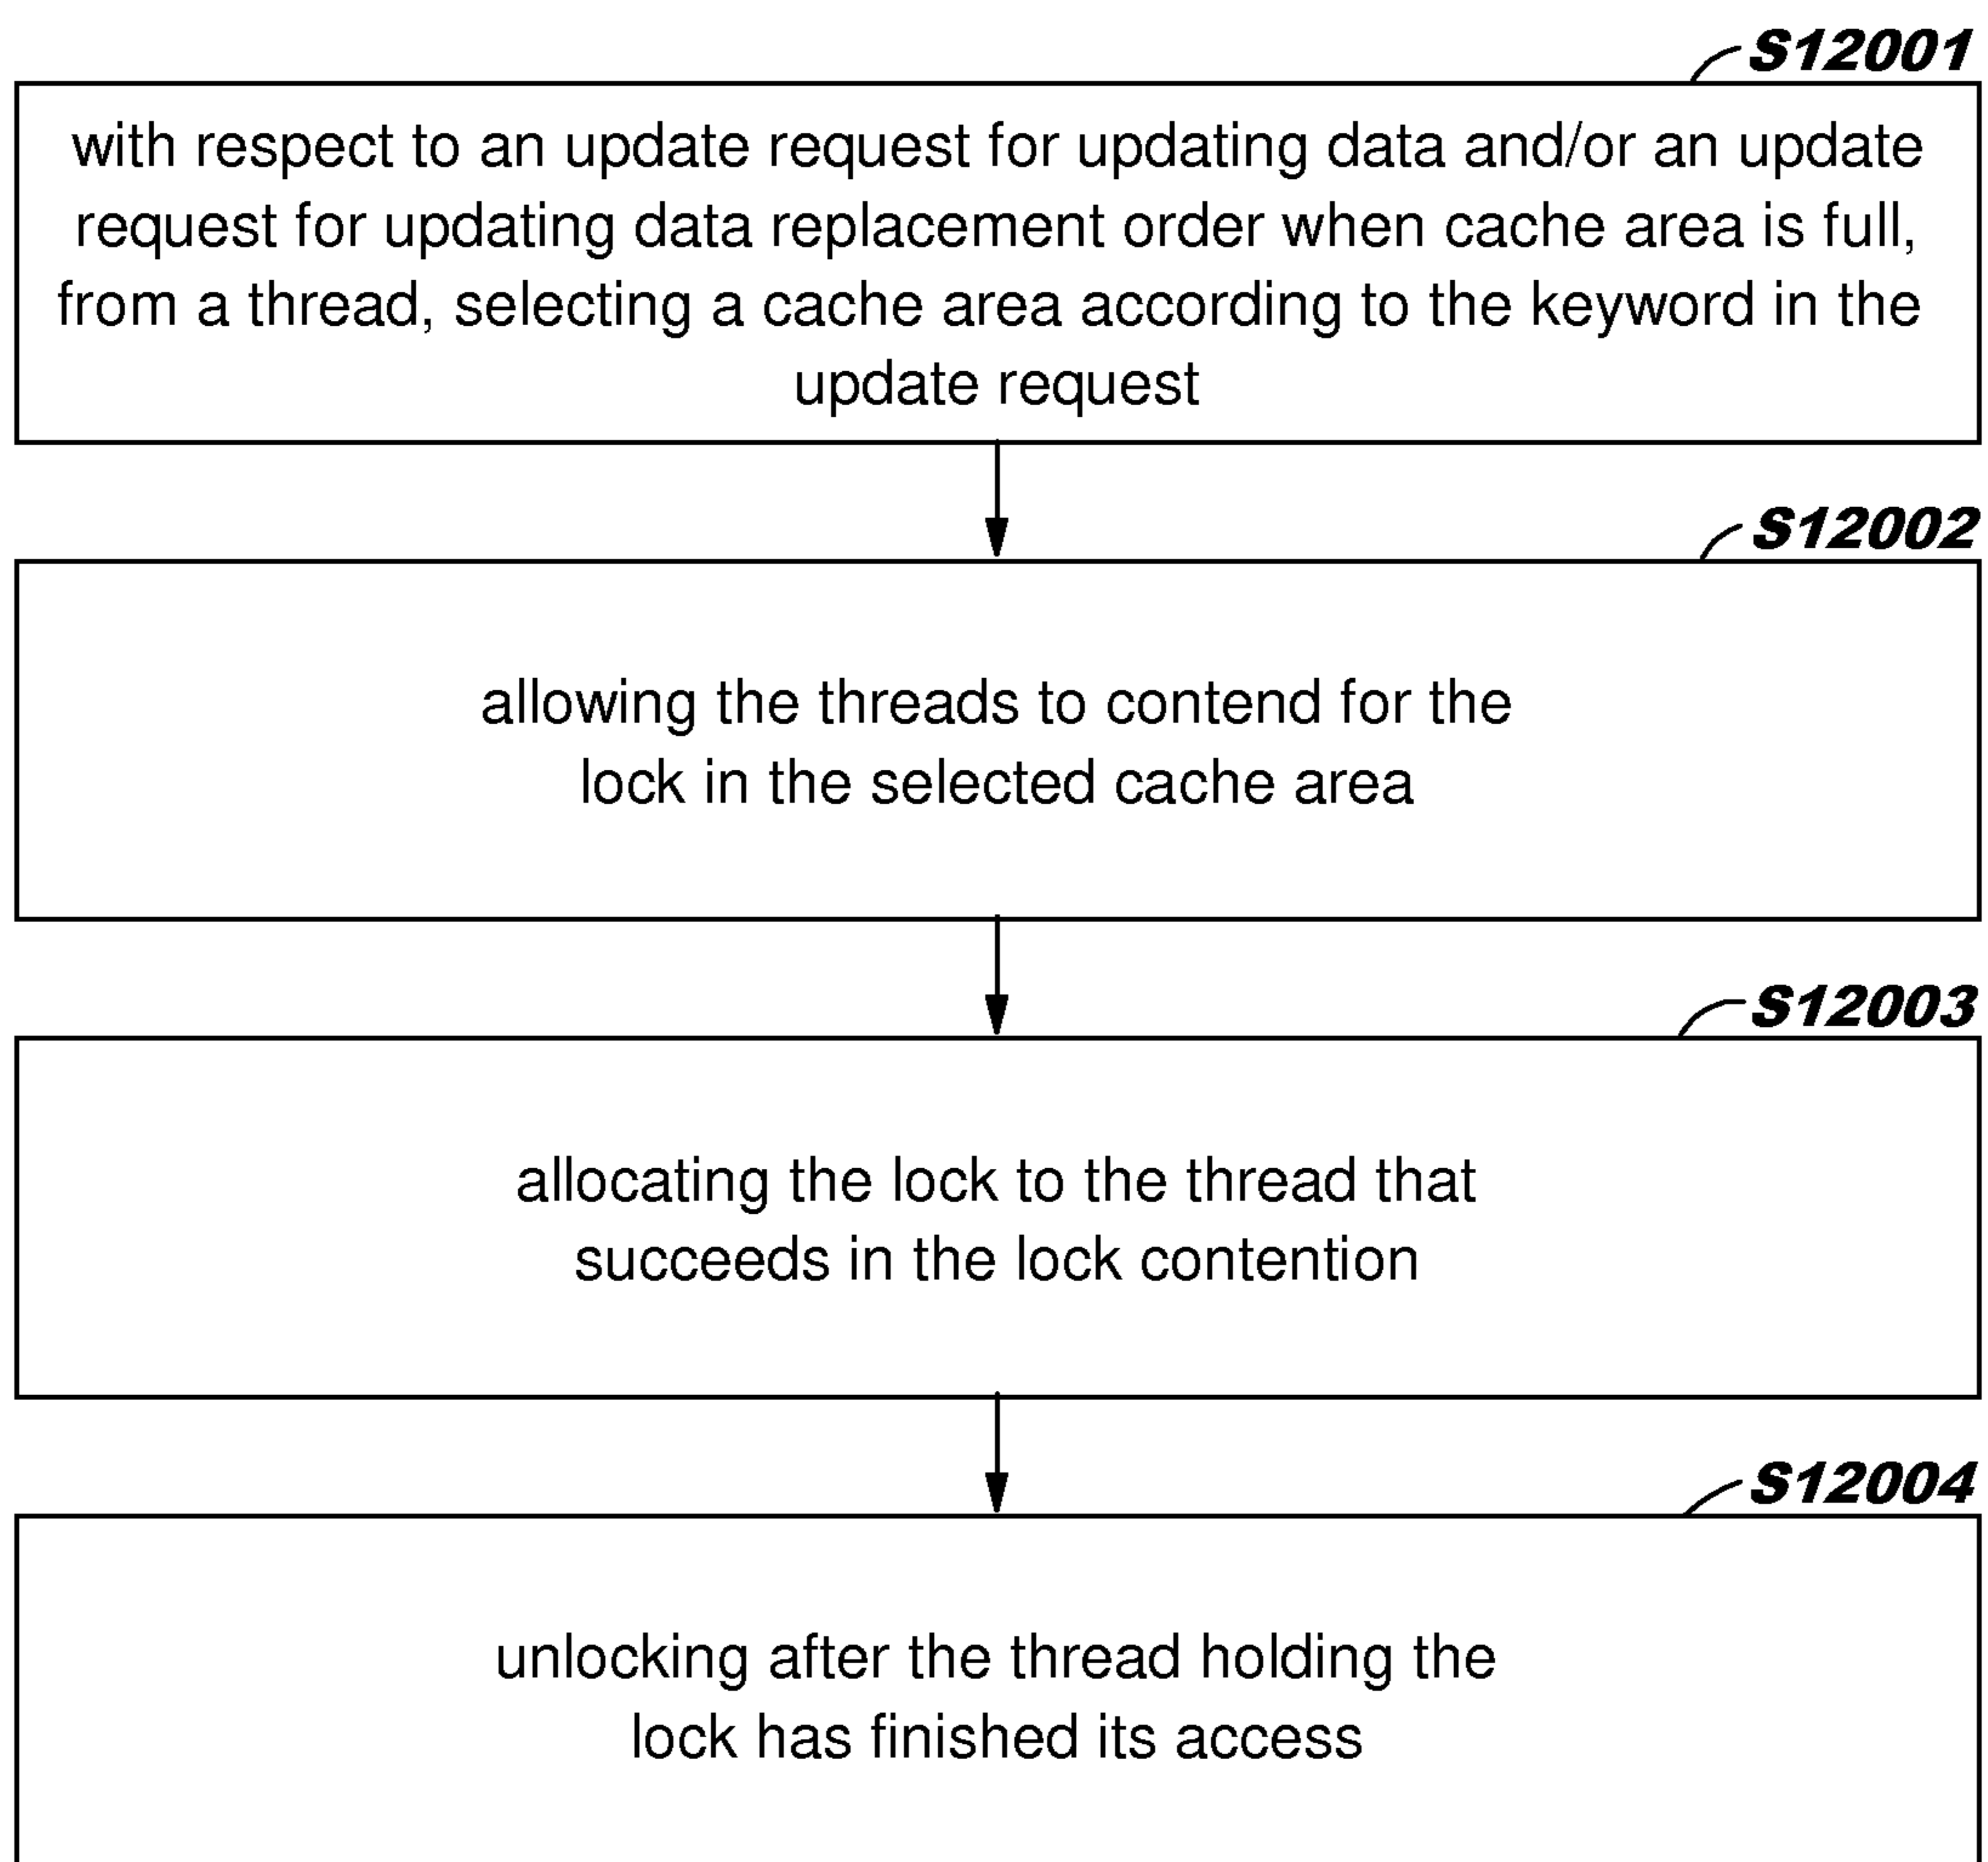 S12001
with respect to an update request for updating data and/or an update
request for updating data replacement order when cache area is full,
from a thread, selecting a cache area according to the keyword in the
update request
S12002
allowing the threads to contend for the
lock in the selected cache area
S12003
allocating the lock to the thread that
succeeds in the lock contention
S12004
unlocking after the thread holding the
lock has finished its access